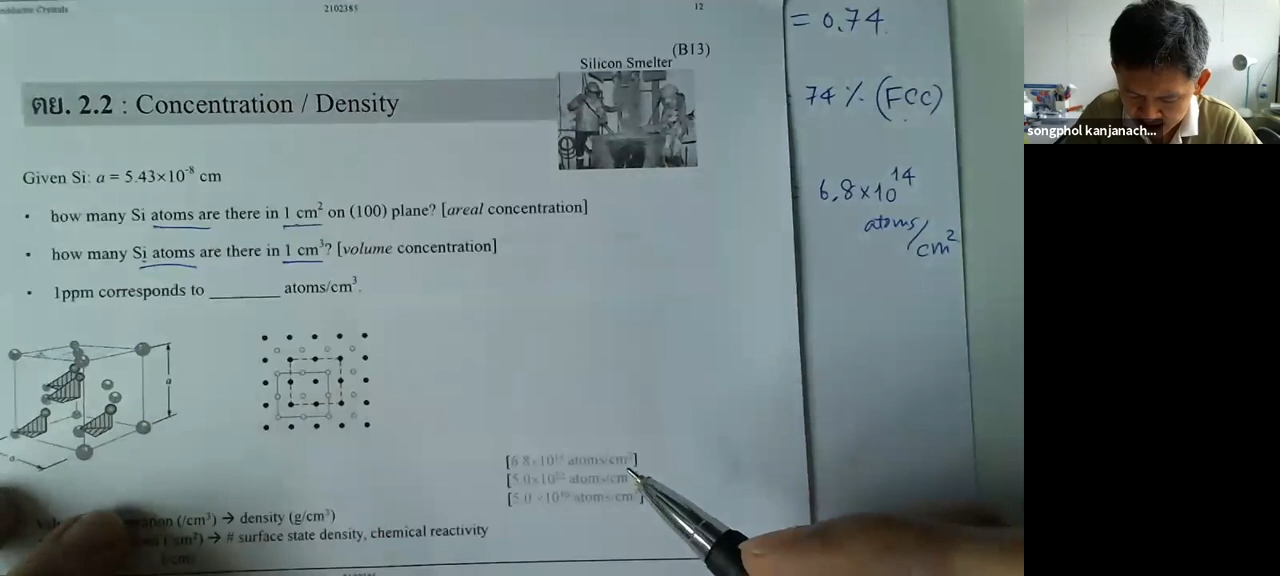 2102385
12
(B13)
Silicon Smelter
ตย. 2.2 : Concentration / Density
Given Si: a = 5.43×10⁻⁸ cm
• how many Si atoms are there in 1 cm² on (100) plane? [areal concentration]
• how many Si atoms are there in 1 cm³? [volume concentration]
• 1ppm corresponds to ________ atoms/cm³.
a
a
[6.8×10¹⁴ atoms/cm²]
[5.0×10²² atoms/cm
[5.0×10¹⁶ atoms/cm
(/cm³) → density (g/cm³)
cm²) → # surface state density, chemical reactivity
= 0.74
74 % (FCC)
6.8×10¹⁴
atoms/
cm²
songphol kanjanach...